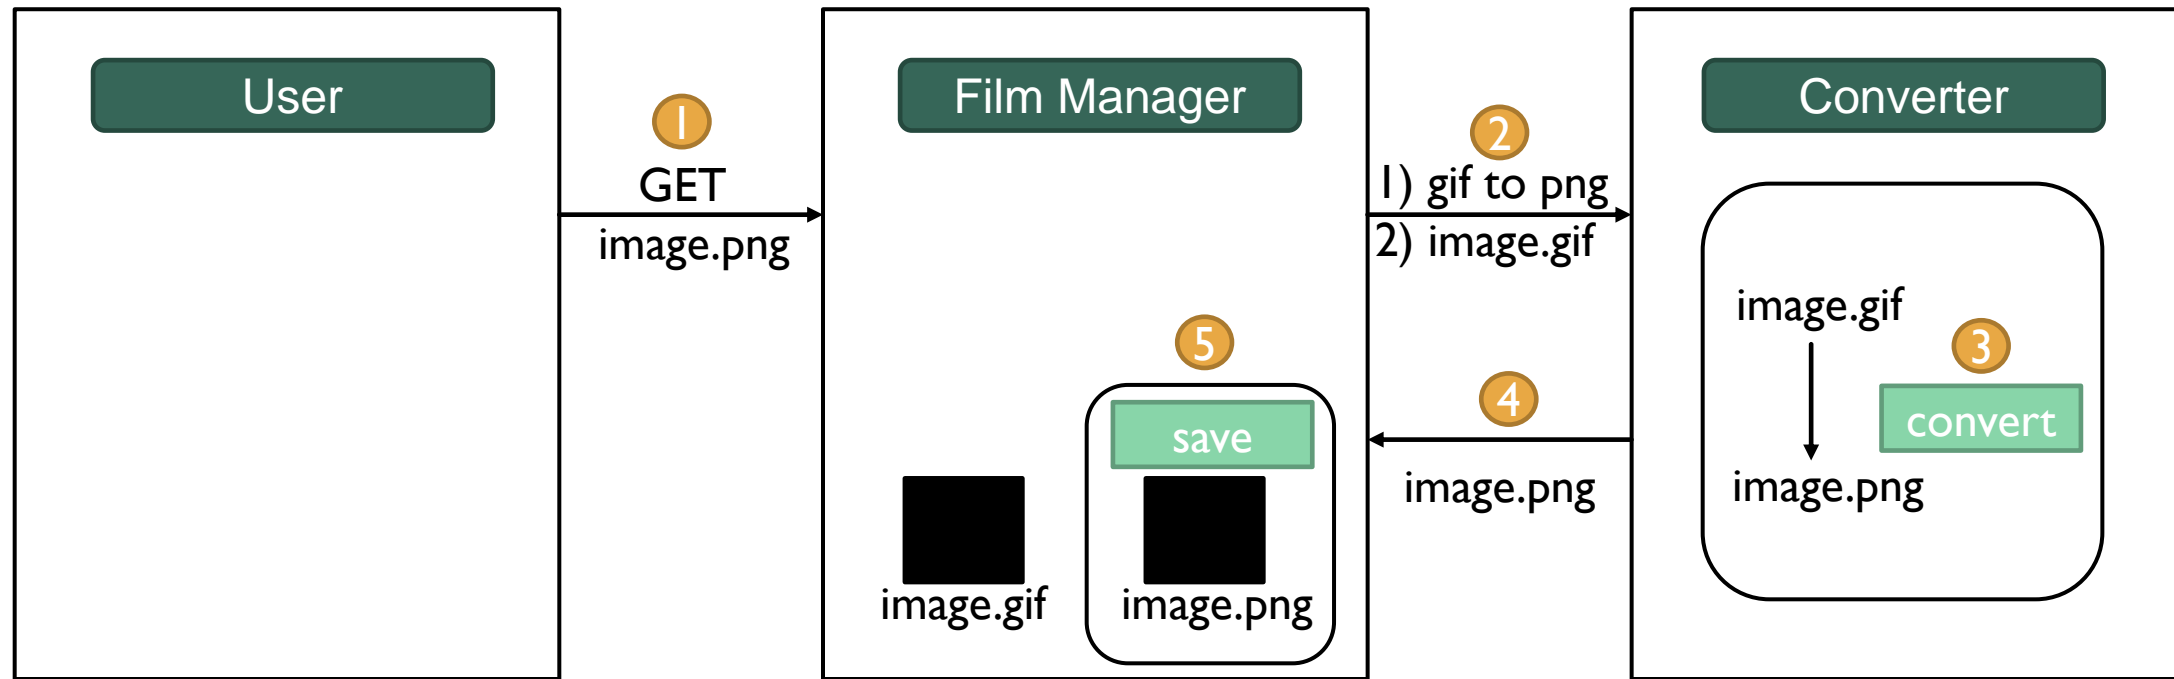 User
1
GET
image.png
Film Manager
5
save
image.gif
image.png
2
1) gif to png
2) image.gif
4
image.png
Converter
image.gif
3
convert
image.png